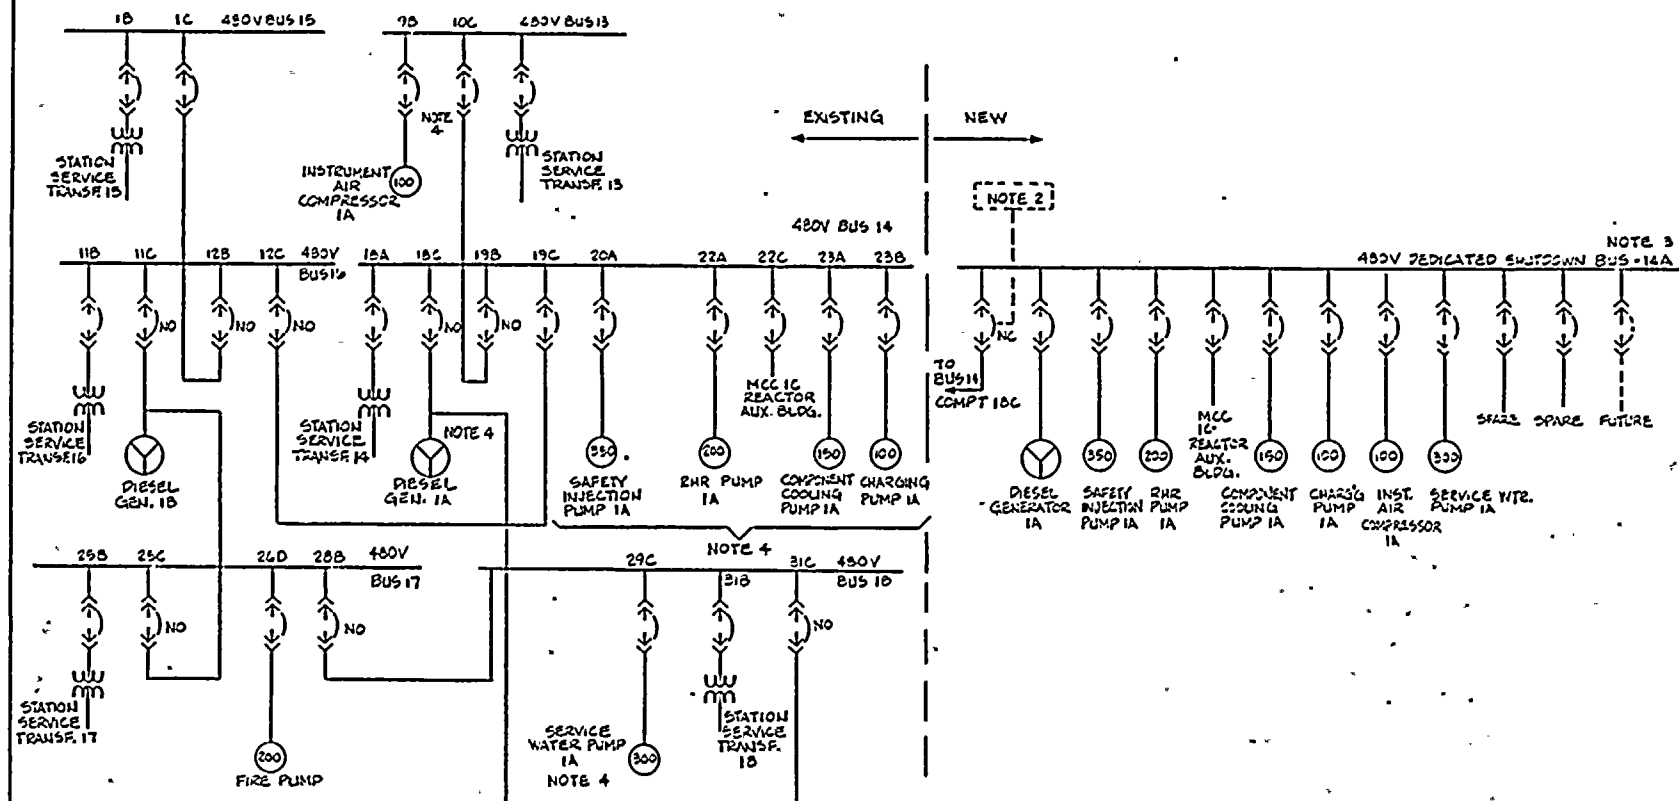 1B 1C 480V BUS 15
9B 10C 480V BUS 13
STATION
SERVICE
TRANSF. 15
NOTE
4
INSTRUMENT
AIR
COMPRESSOR
1A
100
STATION
SERVICE
TRANSF. 13
EXISTING NEW
NOTE 2
480V BUS 14
NOTE 3
480V DEDICATED SHUTDOWN BUS-14A
11B 11C 12B 12C 480V
BUS 16
18A 18C 19B 19C 20A 22A 22C 23A 23B
NO NO NO
NO NO
NC
TO
BUS 14
COMPT 18C
STATION
SERVICE
TRANSF. 16
DIESEL
GEN. 1B
STATION
SERVICE
TRANSF. 14
NOTE 4
DIESEL
GEN. 1A
350
SAFETY
INJECTION
PUMP 1A
200
RHR PUMP
1A
MCC 1C
REACTOR
AUX. BLDG.
150
COMPONENT
COOLING
PUMP 1A
100
CHARGING
PUMP 1A
NOTE 4
DIESEL
GENERATOR
1A
350
SAFETY
INJECTION
PUMP 1A
200
RHR
PUMP
1A
MCC
1C
REACTOR
AUX.
BLDG.
150
COMPONENT
COOLING
PUMP 1A
100
CHARG'G
PUMP
1A
100
INST.
AIR
COMPRESSOR
1A
300
SERVICE WTR.
PUMP 1A
SPARE SPARE FUTURE
25B 25C 26D 28B 480V
BUS 17
NO NO
STATION
SERVICE
TRANSF. 17
200
FIRE PUMP
29C 31B 31C 480V
BUS 18
NO
SERVICE
WATER PUMP
1A
NOTE 4
300
STATION
SERVICE
TRANSF.
18